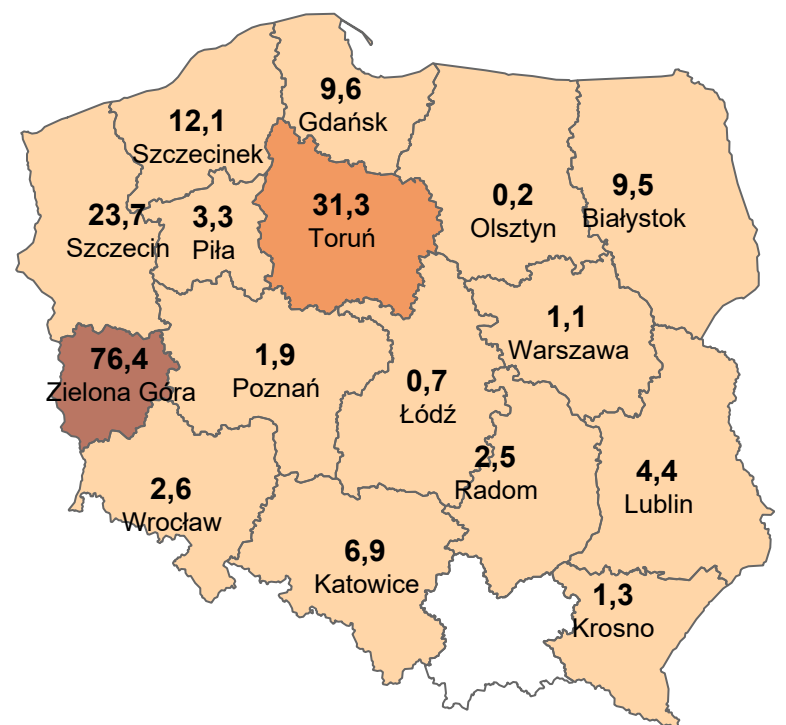 9,6
Gdańsk
12,1
Szczecinek
0,2
Olsztyn
9,5
Białystok
31,3
Toruń
23,7
Szczecin
3,3
Piła
1,1
Warszawa
76,4
Zielona Góra
1,9
Poznań
0,7
Łódź
2,5
Radom
4,4
Lublin
2,6
Wrocław
6,9
Katowice
1,3
Krosno